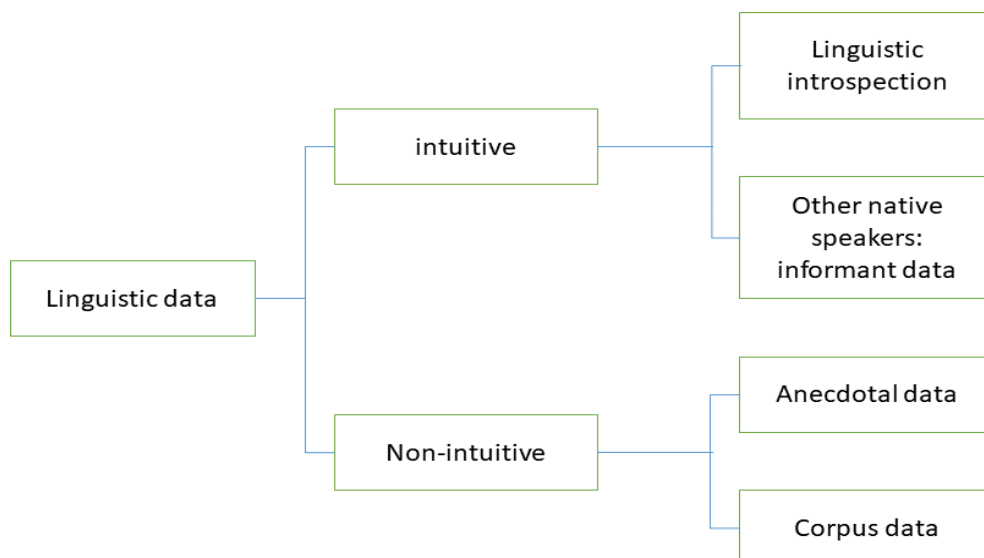 Linguistic
introspection
intuitive
Other native
speakers:
informant data
Linguistic data
Anecdotal data
Non-intuitive
Corpus data